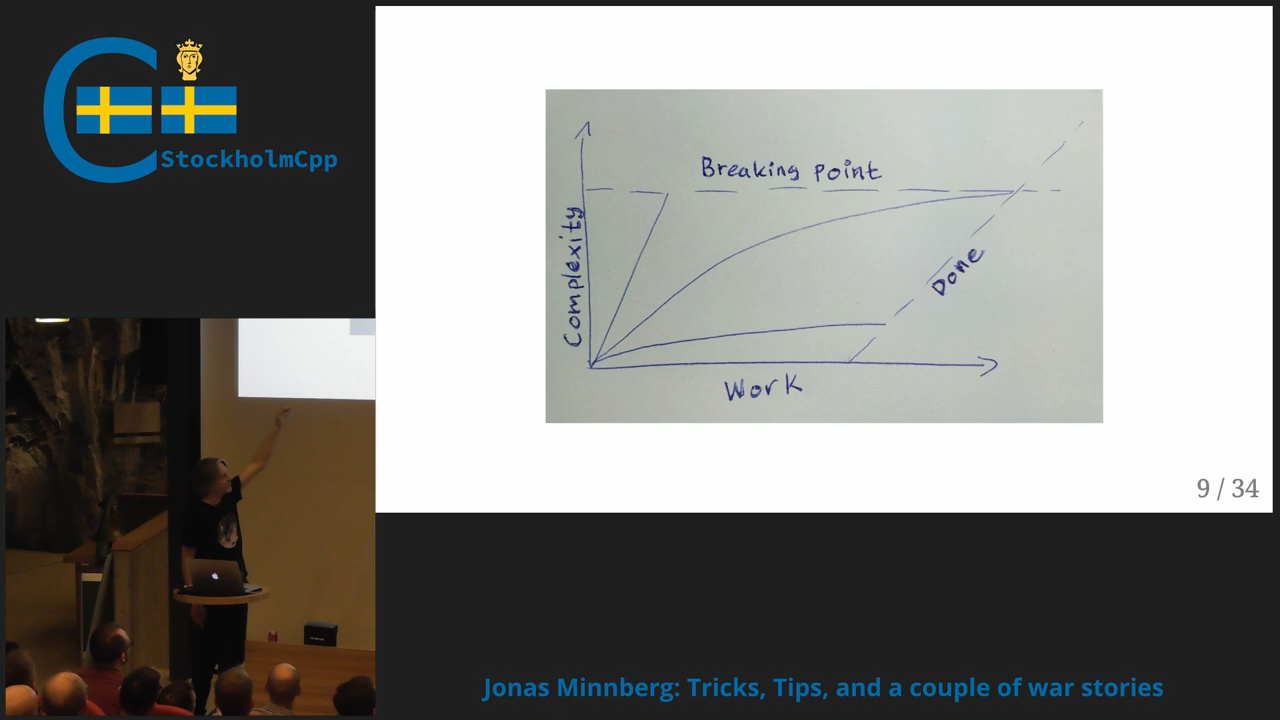 StockholmCpp
Breaking point
Complexity
Done
Work
9 / 34
Jonas Minnberg: Tricks, Tips, and a couple of war stories